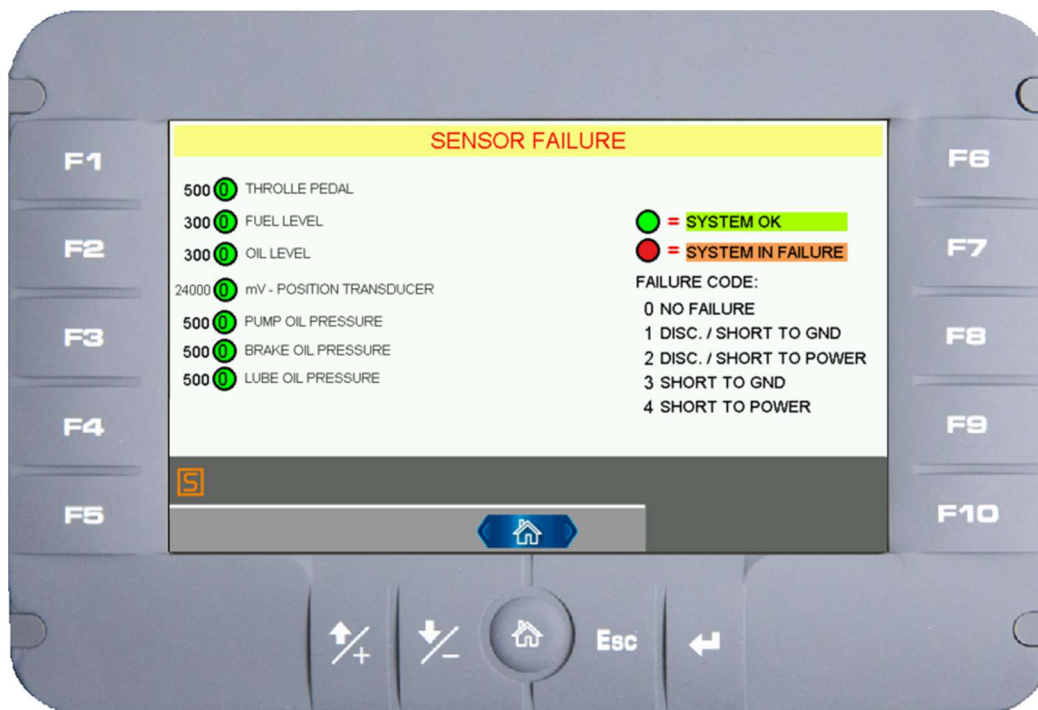 SENSOR FAILURE
500 0 THROLLE PEDAL
300 0 FUEL LEVEL
300 0 OIL LEVEL
24000 0 mV - POSITION TRANSDUCER
500 0 PUMP OIL PRESSURE
500 0 BRAKE OIL PRESSURE
500 0 LUBE OIL PRESSURE
= SYSTEM OK
= SYSTEM IN FAILURE
FAILURE CODE:
0 NO FAILURE
1 DISC. / SHORT TO GND
2 DISC. / SHORT TO POWER
3 SHORT TO GND
4 SHORT TO POWER
S
F1
F2
F3
F4
F5
F6
F7
F8
F9
F10
/+
/-
Esc